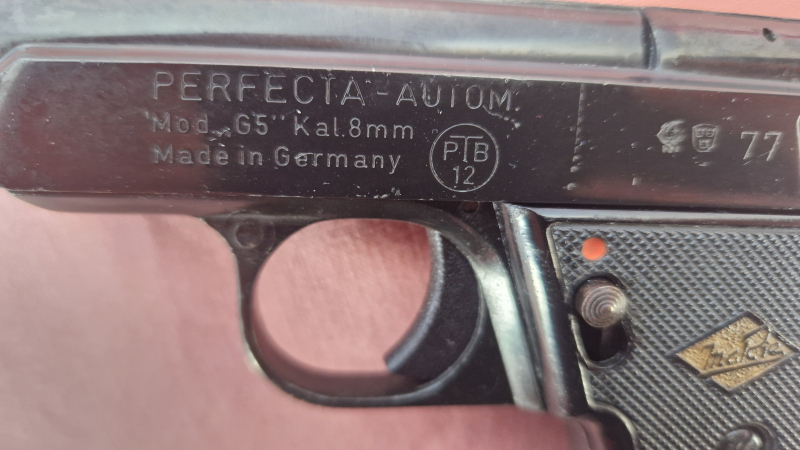 PERFECTA-AUTOM.
Mod. „G5" Kal.8mm
Made in Germany
PTB
12
77